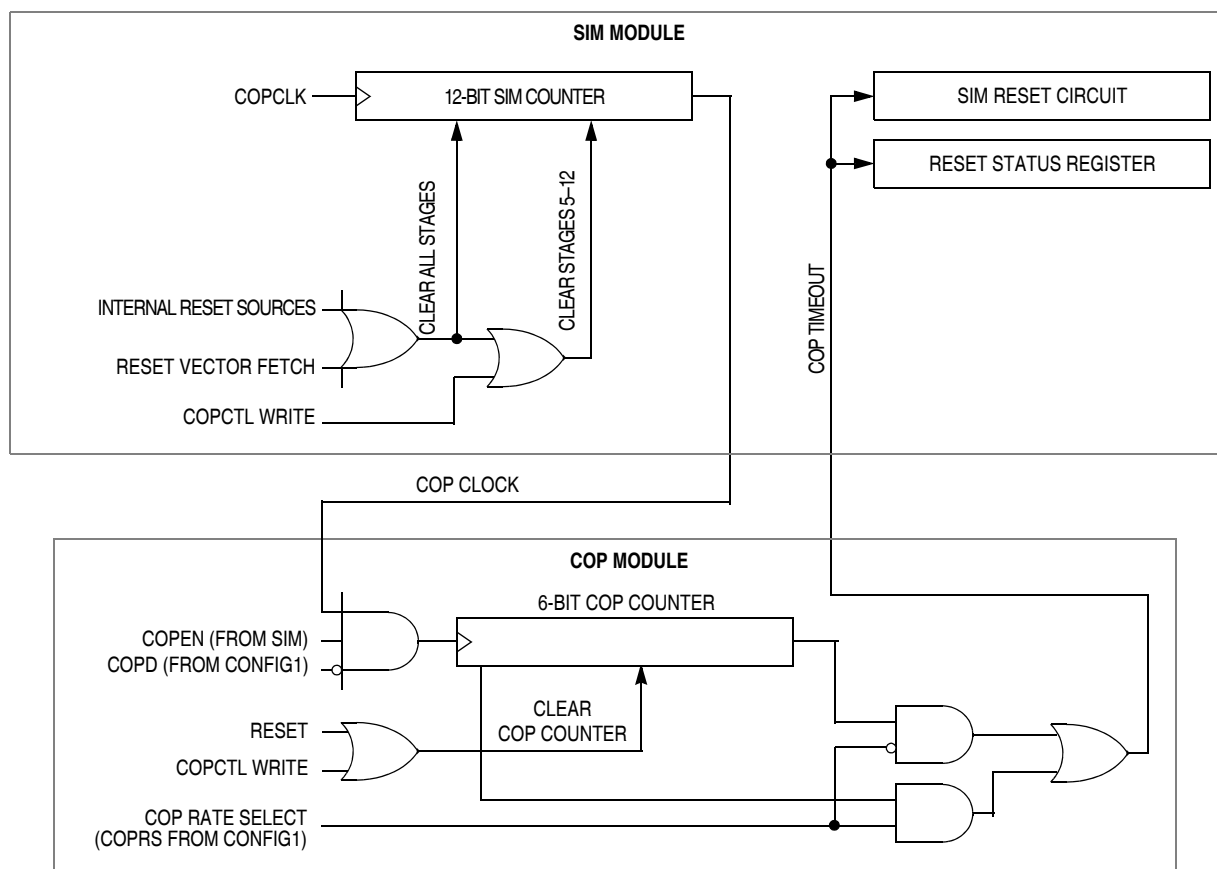 SIM MODULE
COPCLK
12-BIT SIM COUNTER
SIM RESET CIRCUIT
RESET STATUS REGISTER
CLEAR ALL STAGES
CLEAR STAGES 5–12
COP TIMEOUT
INTERNAL RESET SOURCES
RESET VECTOR FETCH
COPCTL WRITE
COP CLOCK
COP MODULE
6-BIT COP COUNTER
COPEN (FROM SIM)
COPD (FROM CONFIG1)
RESET
CLEAR
COP COUNTER
COPCTL WRITE
COP RATE SELECT
(COPRS FROM CONFIG1)